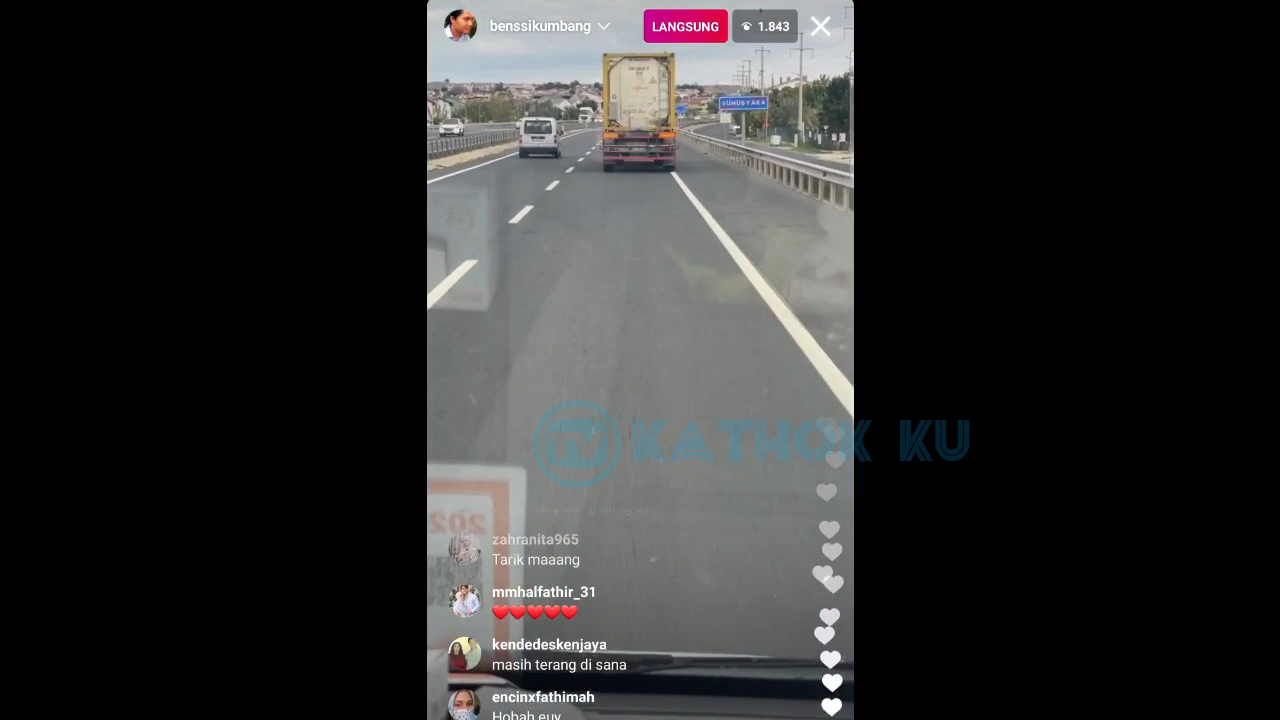 benssikumbang
LANGSUNG
1.843
GÜMÜŞYAKA
KATHOK KU
202
zahranita965
Tarik maaang
mmhalfathir_31
kendedeskenjaya
masih terang di sana
encinxfathimah
Hobah euy